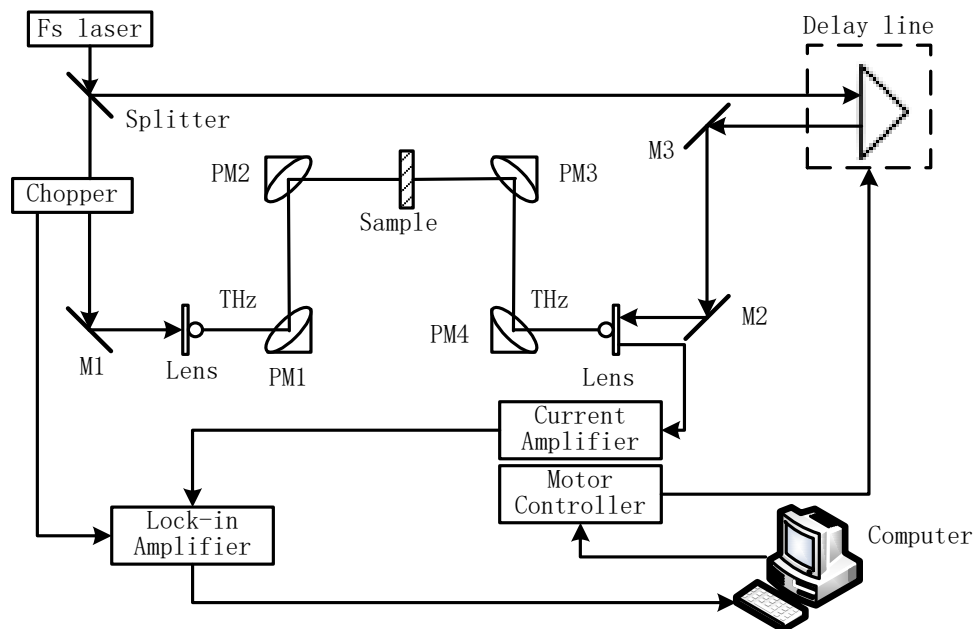 Fs laser
Delay line
Splitter
M3
PM2
PM3
Chopper
Sample
THz
THz
M2
M1
PM4
Lens
PM1
Lens
Current
Amplifier
Motor
Controller
Lock-in
Amplifier
Computer